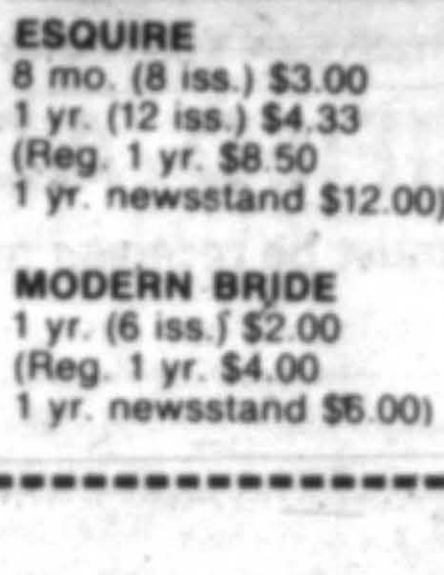 ESQUIRE
8 mo. (8 iss.) $3.00
1 yr. (12 iss.) $4.33
(Reg. 1 yr. $8.50
1 yr. newsstand $12.00)
MODERN BRIDE
1 yr. (6 iss.) $2.00
(Reg. 1 yr. $4.00
1 yr. newsstand $6.00)